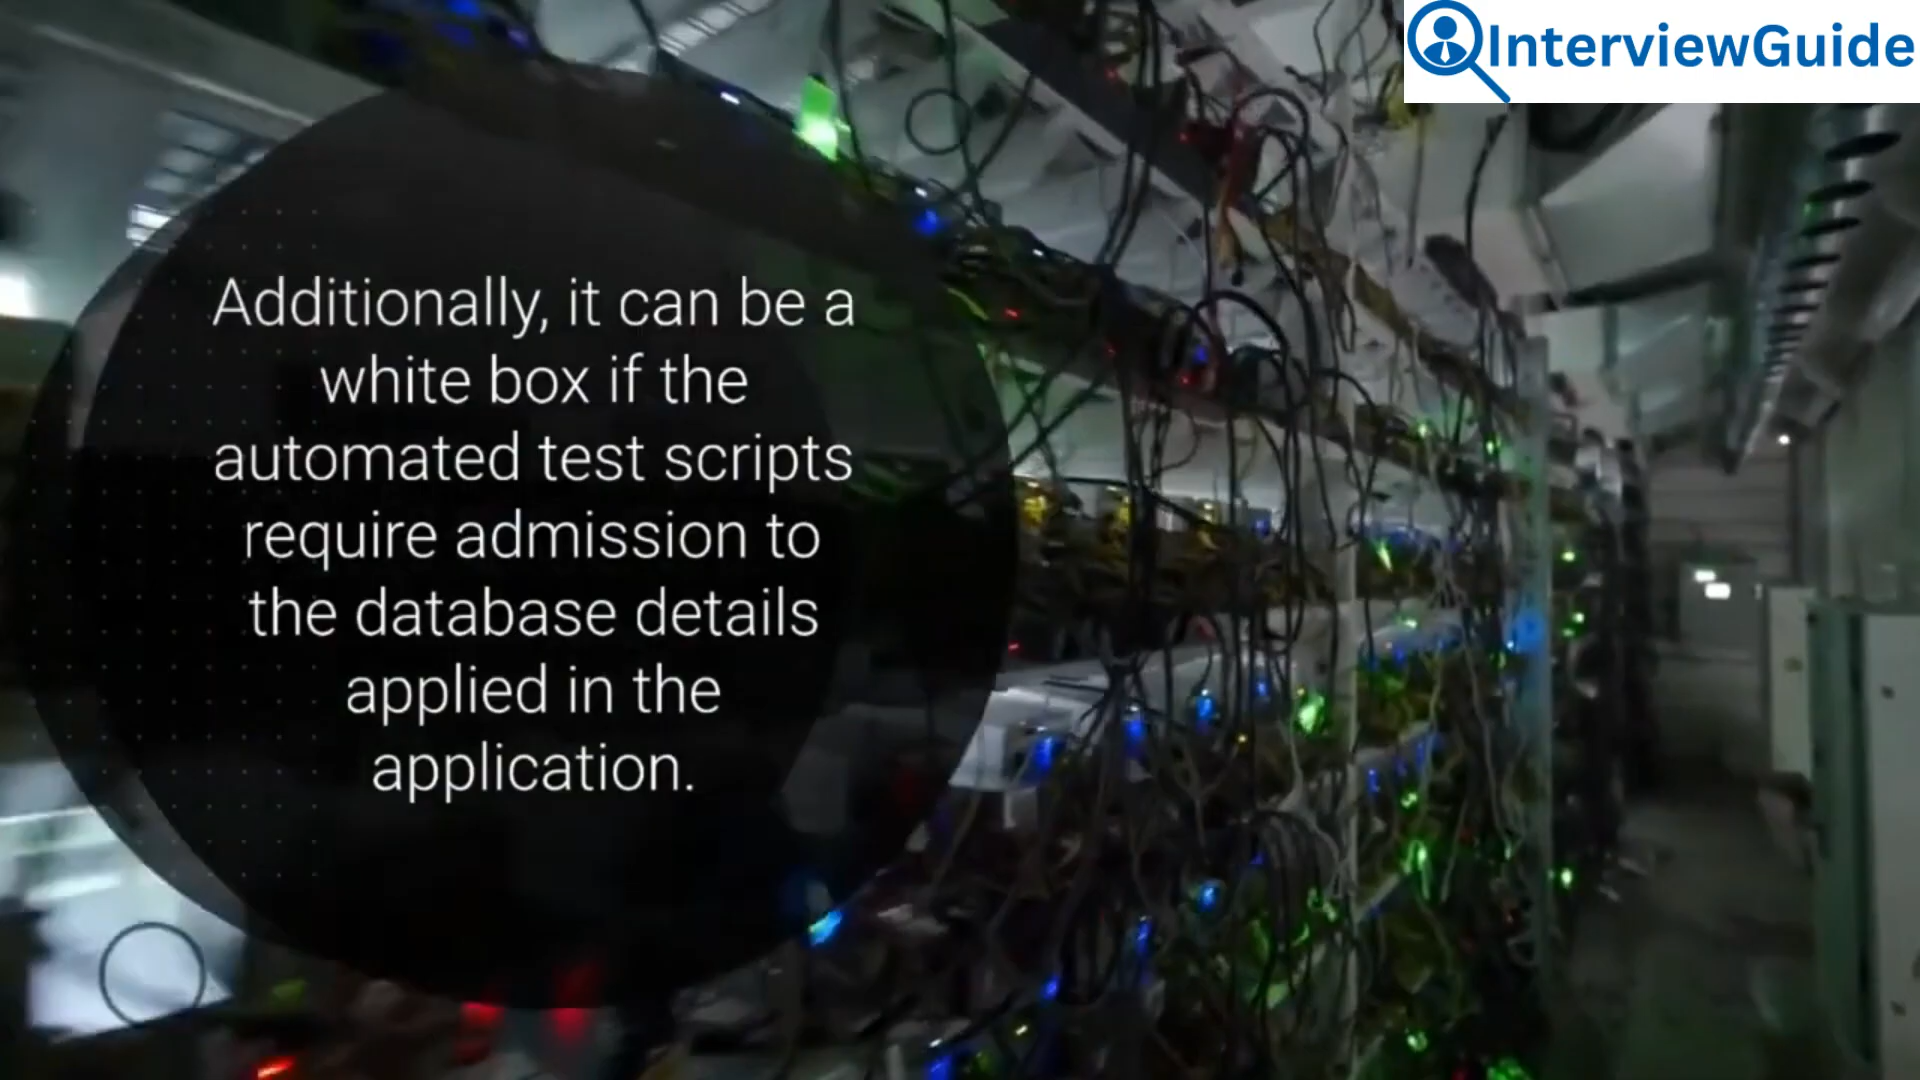 InterviewGuide
Additionally, it can be a
white box if the
automated test scripts
require admission to
the database details
applied in the
application.